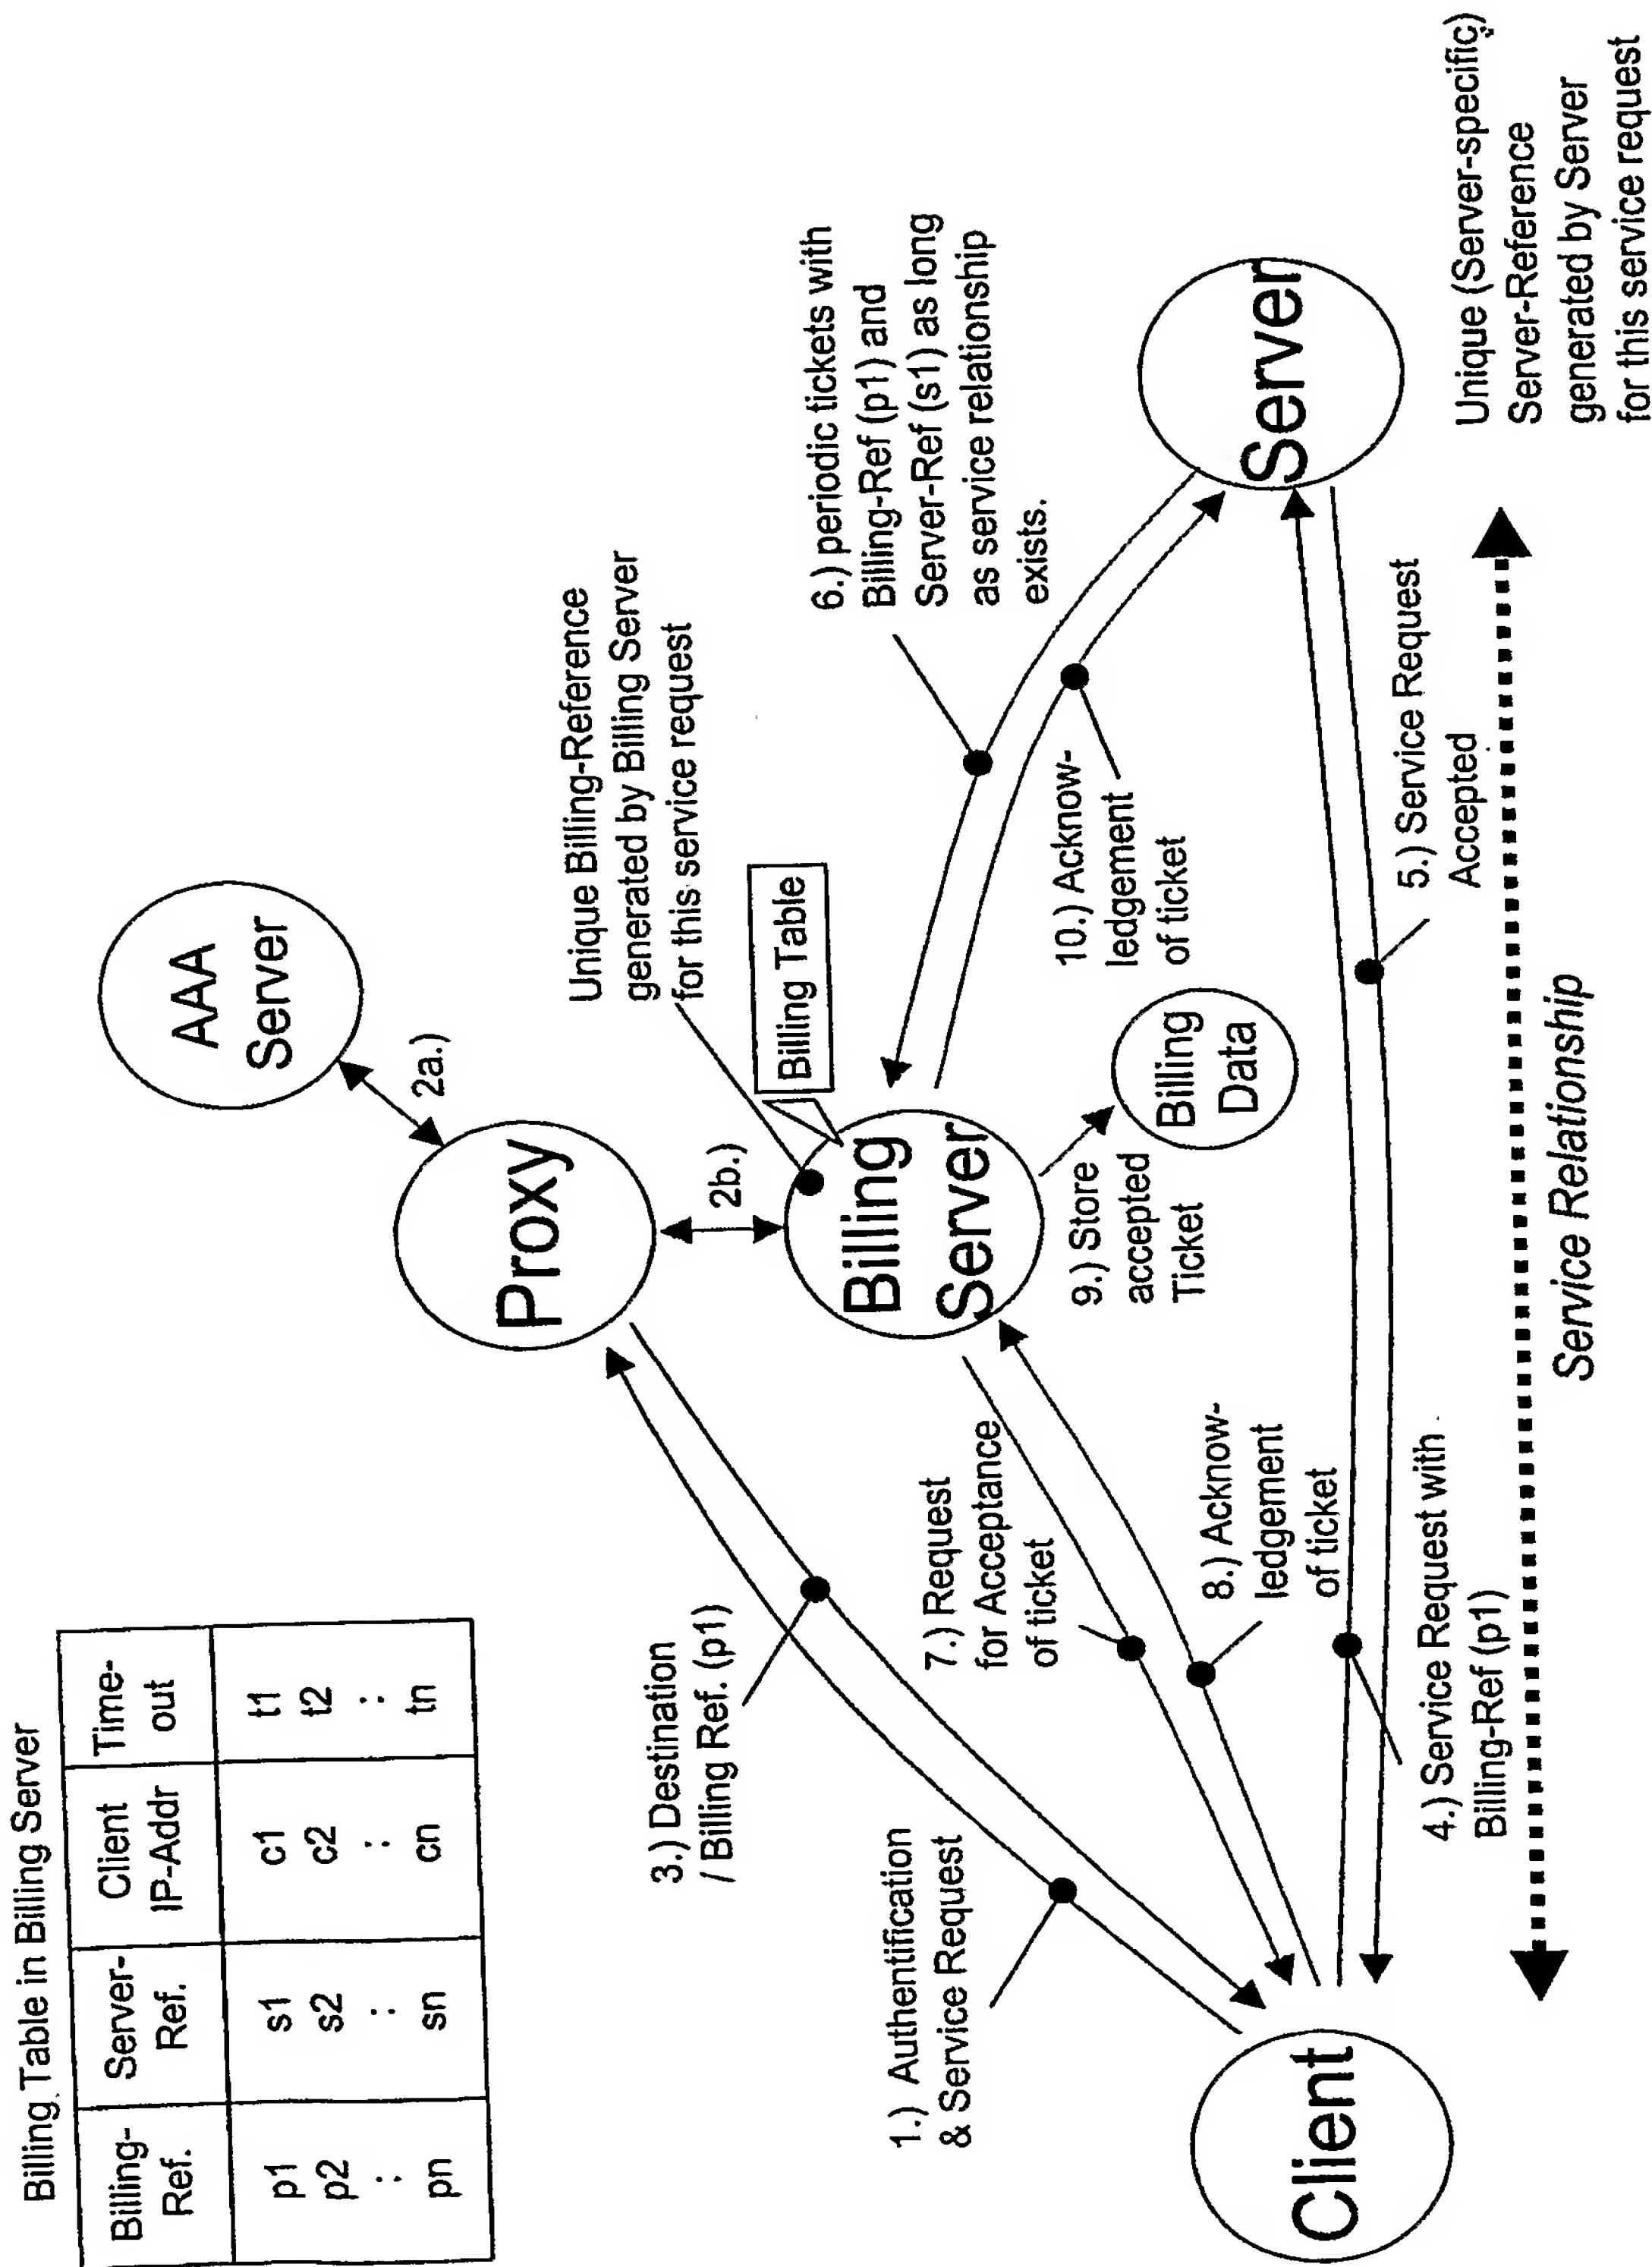 Billing Table in Billing Server
Billing-
Ref.
Server-
Ref.
Client
IP-Addr
Time-
out
p1
s1
c1
t1
p2
s2
c2
t2
:
:
:
:
pn
sn
cn
tn
AAA
Server
2a.)
Proxy
2b.)
Unique Billing-Reference
generated by Billing Server
for this service request
Billing Table
Billing
Server
3.) Destination
/ Billing Ref. (p1)
1.) Authentification
& Service Request
6.) periodic tickets with
Billing-Ref (p1) and
Server-Ref (s1) as long
as service relationship
exists.
7.) Request
for Acceptance
of ticket
8.) Acknow-
ledgement
of ticket
9.) Store
accepted
Ticket
Billing
Data
10.) Acknow-
ledgement
of ticket
Client
Server
4.) Service Request with
Billing-Ref (p1)
5.) Service Request
Accepted
Service Relationship
Unique (Server-specific)
Server-Reference
generated by Server
for this service request